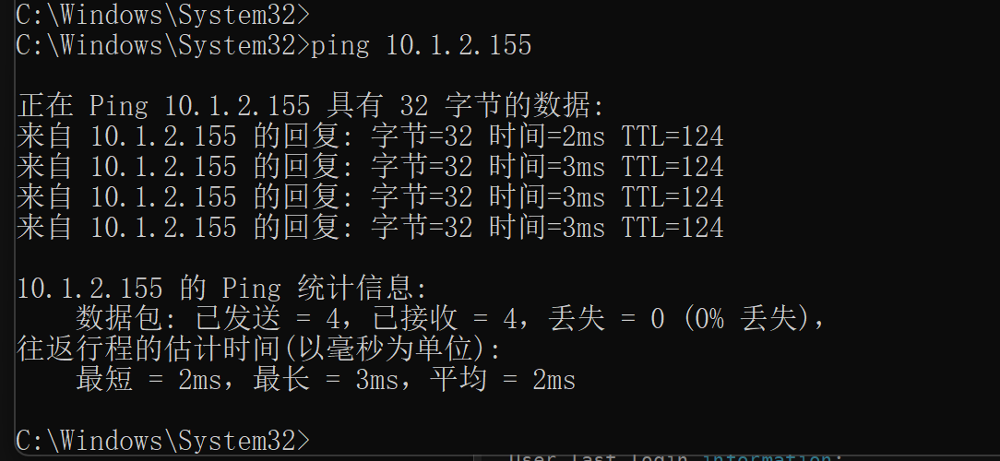 C:\Windows\System32>
C:\Windows\System32>ping 10.1.2.155
正在 Ping 10.1.2.155 具有 32 字节的数据:
来自 10.1.2.155 的回复: 字节=32 时间=2ms TTL=124
来自 10.1.2.155 的回复: 字节=32 时间=3ms TTL=124
来自 10.1.2.155 的回复: 字节=32 时间=3ms TTL=124
来自 10.1.2.155 的回复: 字节=32 时间=3ms TTL=124
10.1.2.155 的 Ping 统计信息:
    数据包: 已发送 = 4，已接收 = 4，丢失 = 0 (0% 丢失)，
往返行程的估计时间(以毫秒为单位):
    最短 = 2ms，最长 = 3ms，平均 = 2ms
C:\Windows\System32>
User last login information: